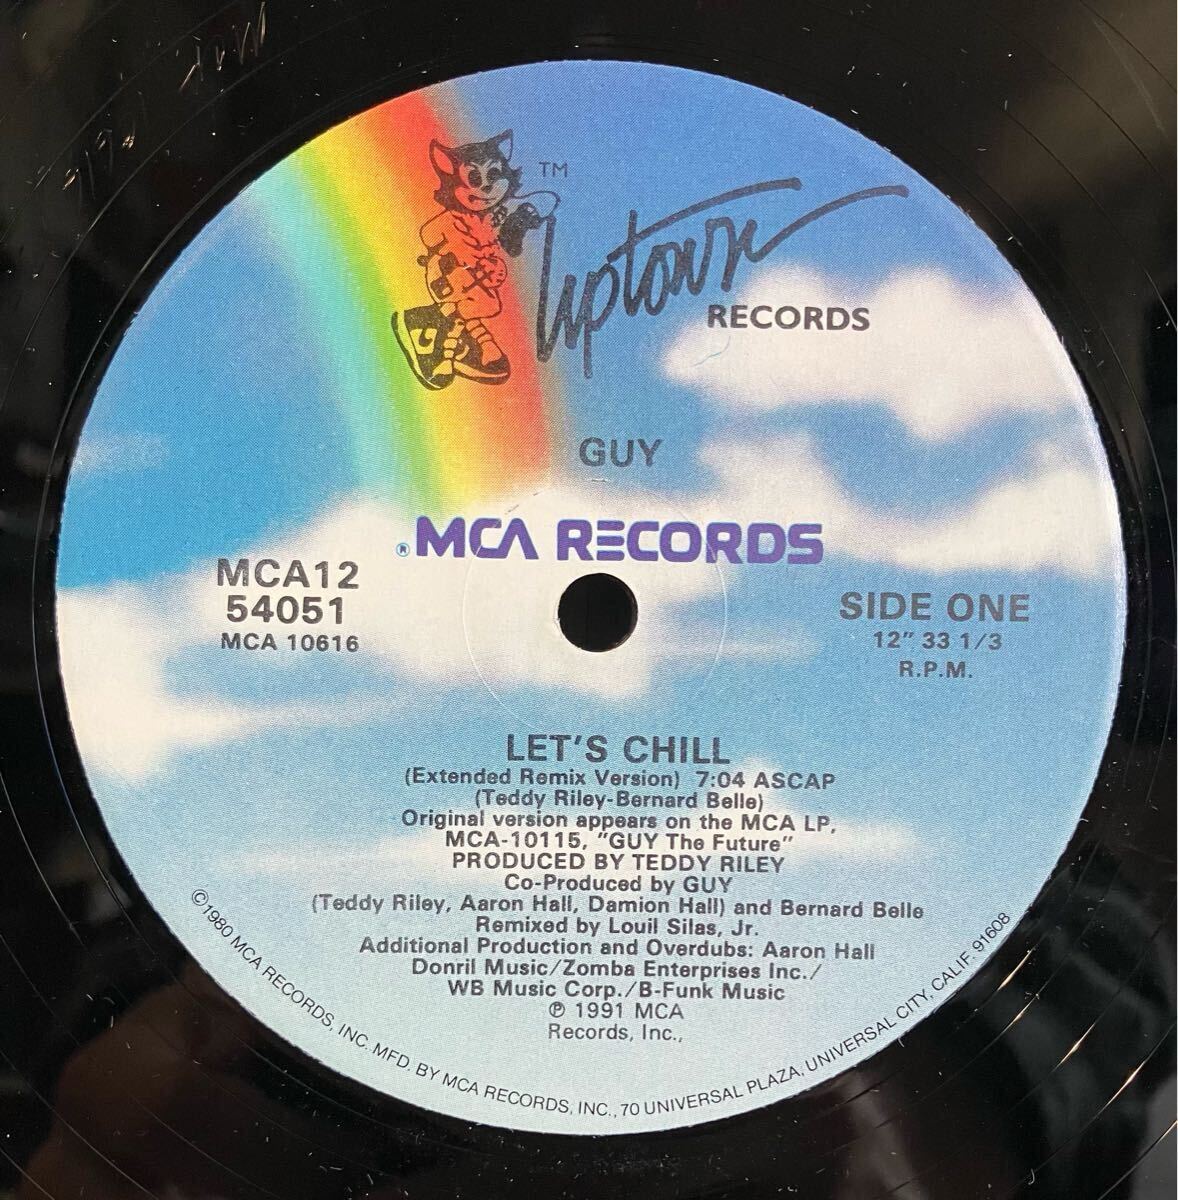 TM
Uptown
RECORDS
GUY
® MCA RECORDS
MCA12
54051
MCA 10616
SIDE ONE
12" 33 1/3
R.P.M.
LET'S CHILL
(Extended Remix Version) 7:04 ASCAP
(Teddy Riley-Bernard Belle)
Original version appears on the MCA LP,
MCA-10115, "GUY The Future"
PRODUCED BY TEDDY RILEY
Co-Produced by GUY
(Teddy Riley, Aaron Hall, Damion Hall) and Bernard Belle
Remixed by Louil Silas, Jr.
Additional Production and Overdubs: Aaron Hall
Donril Music/Zomba Enterprises Inc./
WB Music Corp./B-Funk Music
℗ 1991 MCA
Records, Inc.,
©1980 MCA RECORDS, INC. MFD. BY MCA RECORDS, INC., 70 UNIVERSAL PLAZA, UNIVERSAL CITY, CALIF. 91608